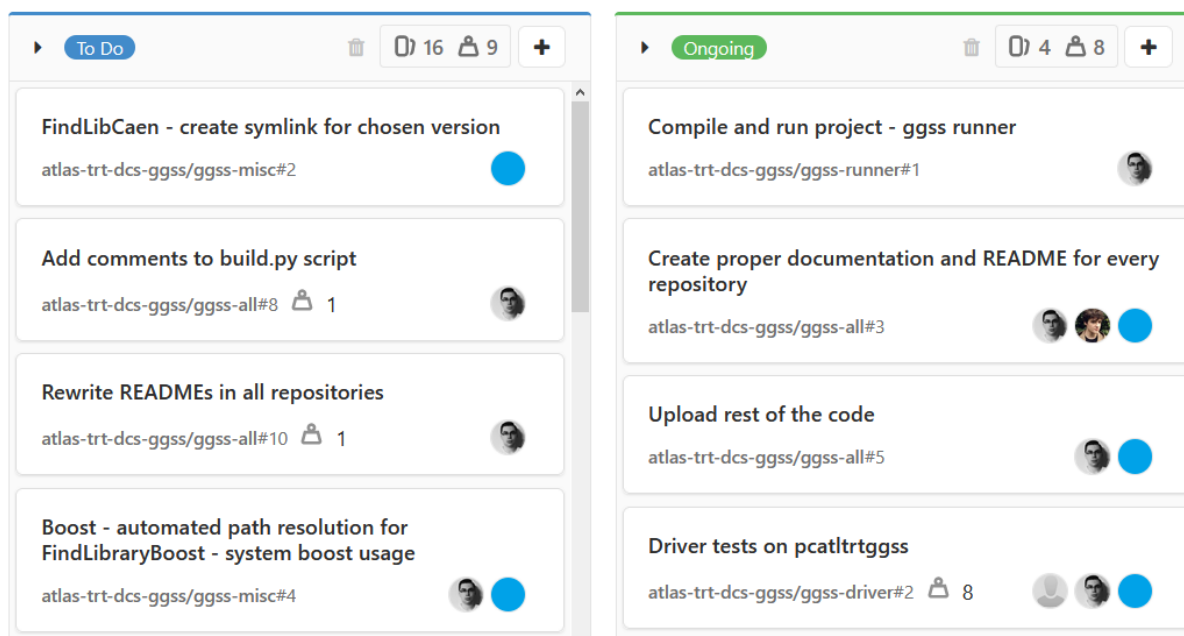 To Do
16
9
FindLibCaen - create symlink for chosen version
atlas-trt-dcs-ggss/ggss-misc#2
Add comments to build.py script
atlas-trt-dcs-ggss/ggss-all#8
1
Rewrite READMEs in all repositories
atlas-trt-dcs-ggss/ggss-all#10
1
Boost - automated path resolution for
FindLibraryBoost - system boost usage
atlas-trt-dcs-ggss/ggss-misc#4
Ongoing
4
8
Compile and run project - ggss runner
atlas-trt-dcs-ggss/ggss-runner#1
Create proper documentation and README for every
repository
atlas-trt-dcs-ggss/ggss-all#3
Upload rest of the code
atlas-trt-dcs-ggss/ggss-all#5
Driver tests on pcatltrtggss
atlas-trt-dcs-ggss/ggss-driver#2
8